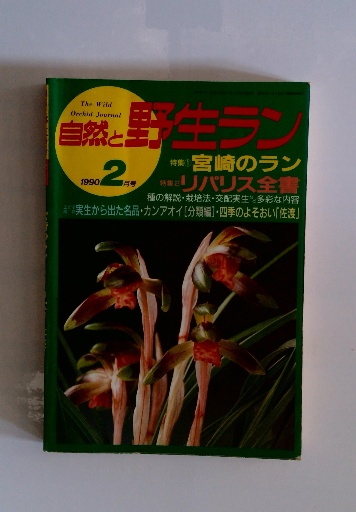 The Wild
Orchid Journal
自然と野生ラン
特集1 宮崎のラン
1990 2月号
特集2 リパリス全書
種の解説・栽培法・交配実生など多彩な内容
実生から出た名品・カンアオイ[分類編]・四季のよそおい「佐渡」